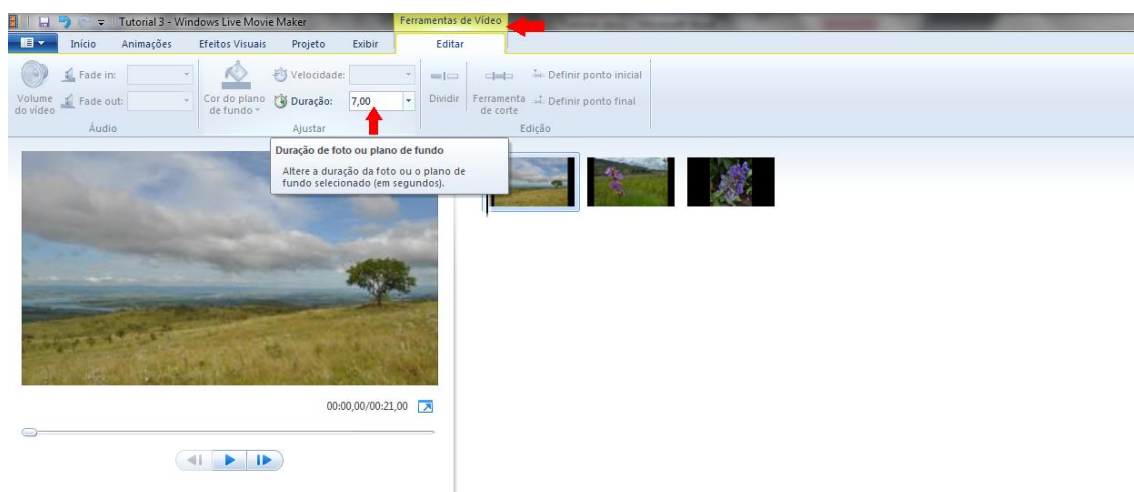 Tutorial 3 - Windows Live Movie Maker
Ferramentas de Vídeo
Início Animações Efeitos Visuais Projeto Exibir Editar
Fade in: Velocidade: Definir ponto inicial
Volume do vídeo
Fade out: Cor do plano de fundo
Duração: 7,00 Dividir Ferramenta de corte
Definir ponto final
Áudio Ajustar Edição
Duração de foto ou plano de fundo
Altere a duração da foto ou o plano de
fundo selecionado (em segundos).
00:00,00/00:21,00